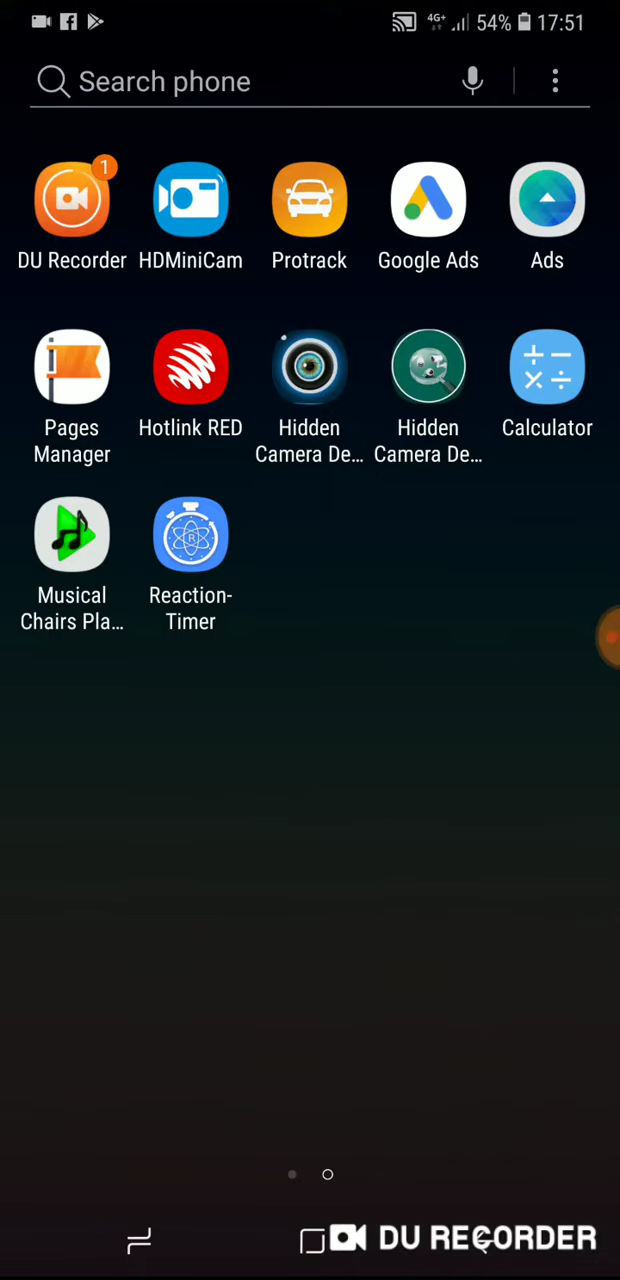 4G+ 54% 17:51
Search phone
1
DU Recorder HDMiniCam Protrack Google Ads Ads
Pages Manager Hotlink RED Hidden Camera De... Hidden Camera De... Calculator
Musical Chairs Pla... Reaction-Timer
DU RECORDER